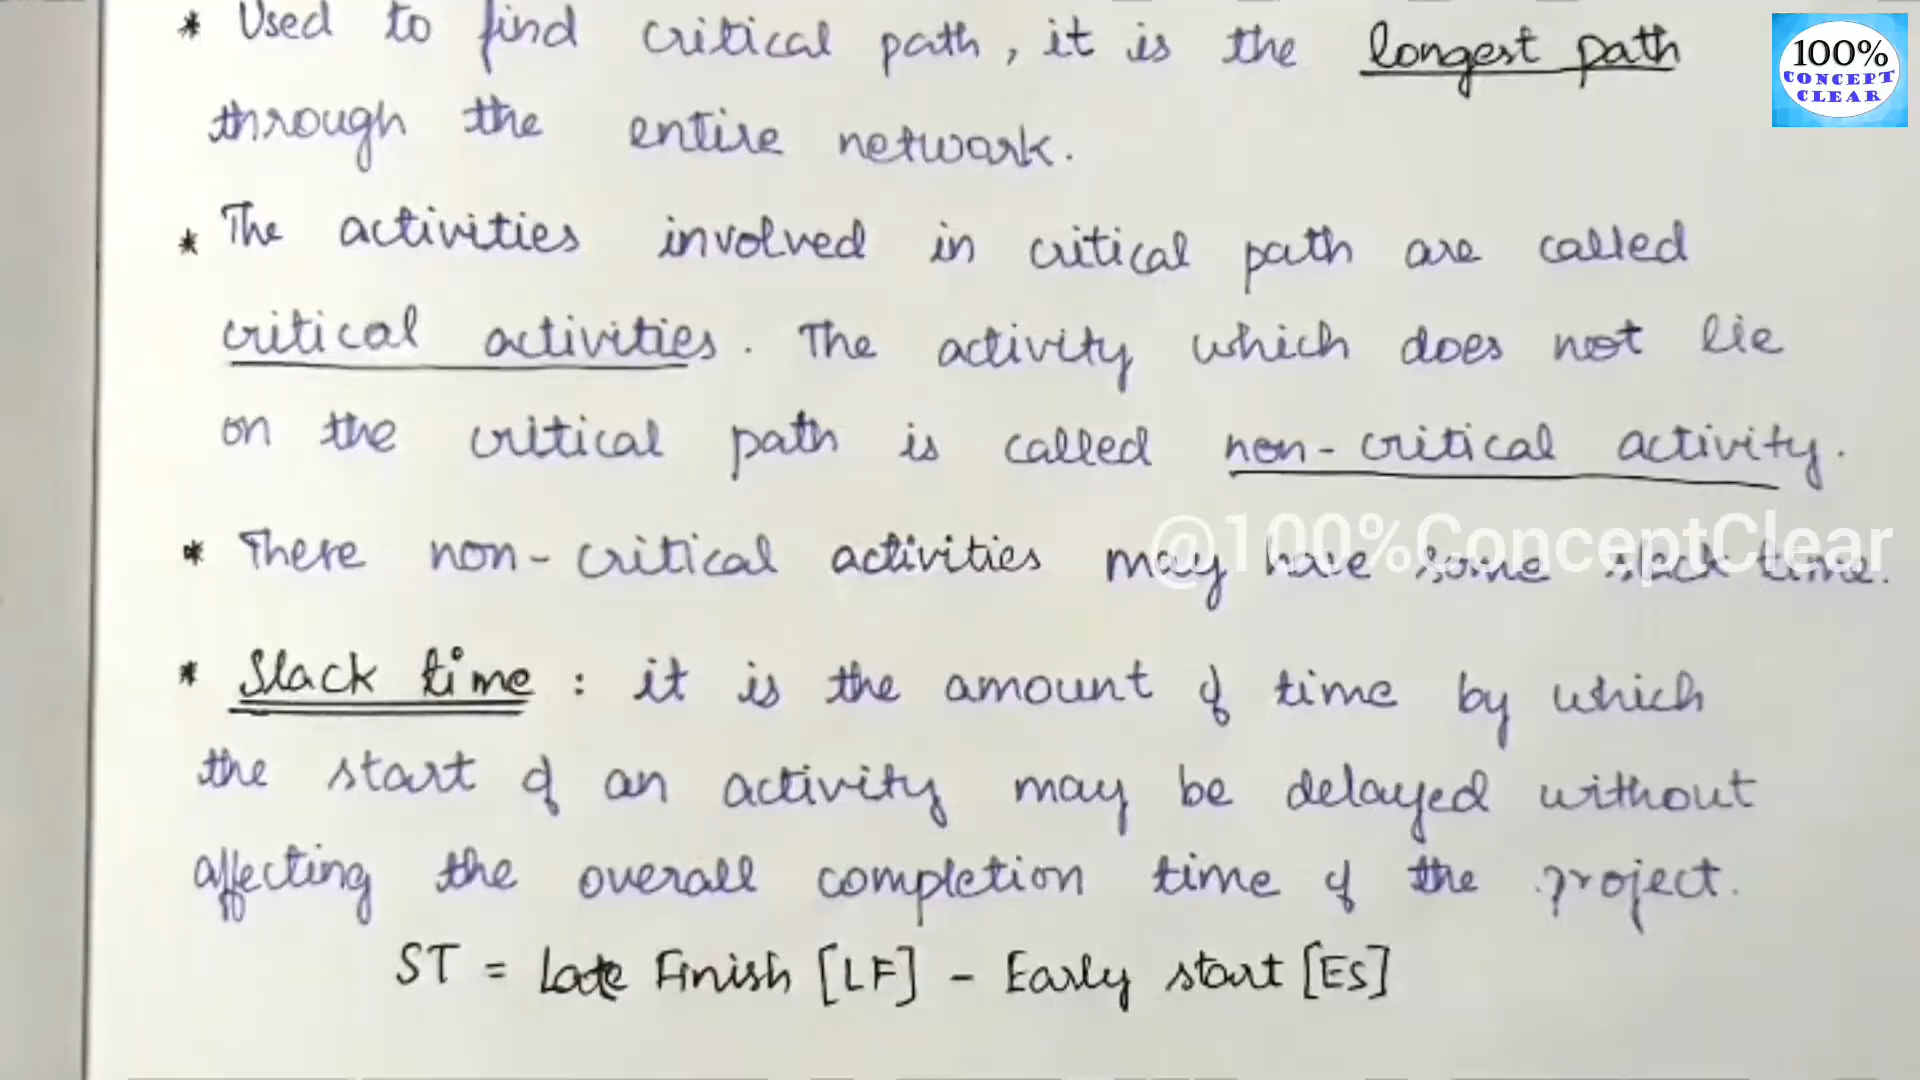 * Used to find critical path, it is the longest path
through the entire network.
* The activities involved in critical path are called
critical activities. The activity which does not lie
on the critical path is called non-critical activity.
* There non-critical activities may have some slack time.
* Slack time : it is the amount of time by which
the start of an activity may be delayed without
affecting the overall completion time of the project.
ST = Late Finish [LF] - Early start [ES]
100%
CONCEPT
CLEAR
@100%ConceptClear